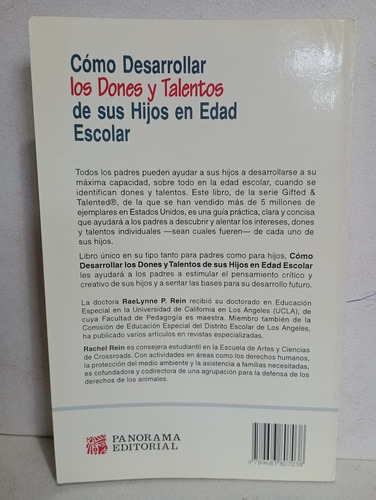 Cómo Desarrollar
los Dones y Talentos
de sus Hijos en Edad
Escolar
Todos los padres pueden ayudar a sus hijos a desarrollarse a su
máxima capacidad, sobre todo en la edad escolar, cuando se
identifican dones y talentos. Este libro, de la serie Gifted &
Talented®, de la que se han vendido más de 5 millones de
ejemplares en Estados Unidos, es una guía práctica, clara y concisa
que ayudará a los padres a descubrir y alentar los intereses, dones
y talentos individuales —sean cuales fueren— de cada uno de
sus hijos.
Libro único en su tipo tanto para padres como para hijos, Cómo
Desarrollar los Dones y Talentos de sus Hijos en Edad Escolar
les ayudará a los padres a estimular el pensamiento crítico y
creativo de sus hijos y a sentar las bases para su desarrollo futuro.
La doctora RaeLynne P. Rein recibió su doctorado en Educación
Especial en la Universidad de California en Los Angeles (UCLA), de
cuya Facultad de Pedagogía es maestra. Miembro también de la
Comisión de Educación Especial del Distrito Escolar de Los Angeles,
ha publicado varios artículos en revistas especializadas.
Rachel Rein es consejera estudiantil en la Escuela de Artes y Ciencias
de Crossroads. Con actividades en áreas como los derechos humanos,
la protección del medio ambiente y la asistencia a familias necesitadas,
es cofundadora y codirectora de una agrupación para la defensa de los
derechos de los animales.
PANORAMA
EDITORIAL
9 789683 807038